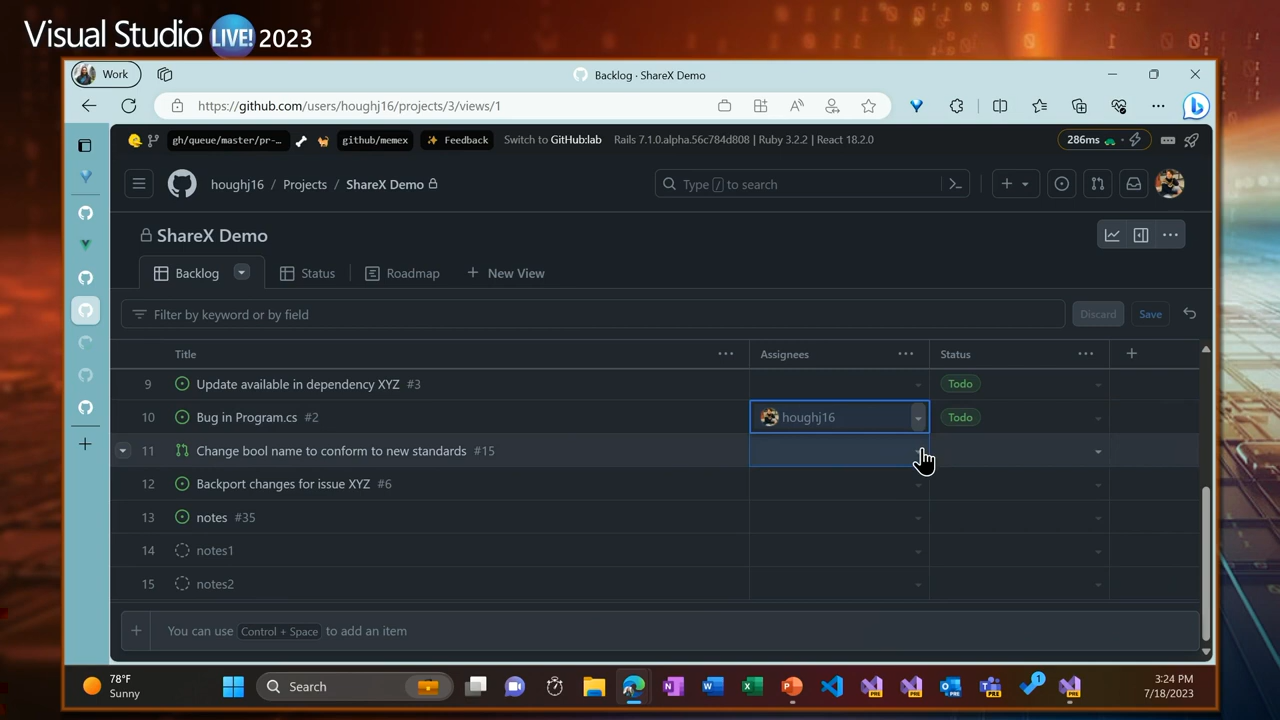 Visual Studio LIVE! 2023
Work
Backlog · ShareX Demo
https://github.com/users/houghj16/projects/3/views/1
gh/queue/master/pr-...
github/memex
Feedback
Switch to GitHub:lab
Rails 7.1.0.alpha.56c784d808 | Ruby 3.2.2 | React 18.2.0
286ms
houghj16 / Projects / ShareX Demo
Type / to search
ShareX Demo
Backlog
Status
Roadmap
+ New View
Filter by keyword or by field
Discard
Save
Title
Assignees
Status
9 Update available in dependency XYZ #3 Todo
10 Bug in Program.cs #2 houghj16 Todo
11 Change bool name to conform to new standards #15
12 Backport changes for issue XYZ #6
13 notes #35
14 notes1
15 notes2
You can use Control + Space to add an item
78°F
Sunny
Search
3:24 PM
7/18/2023